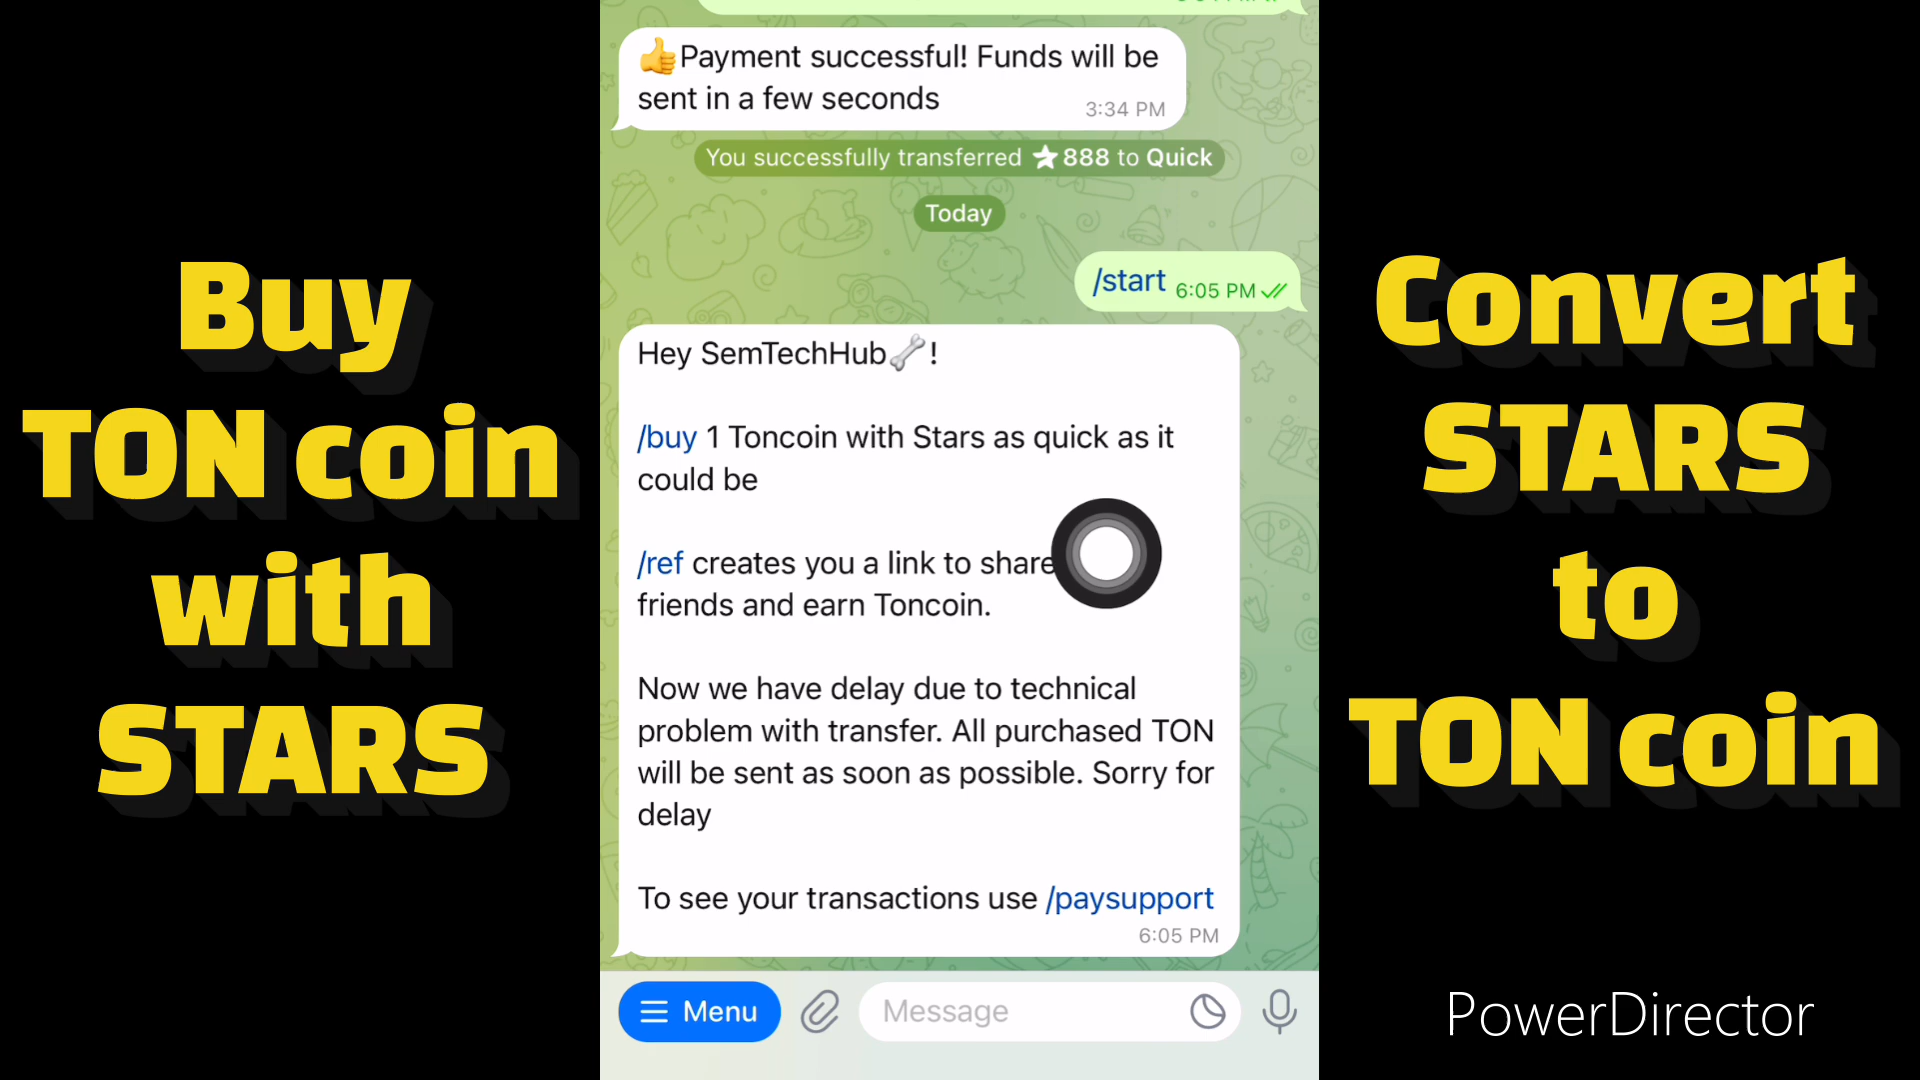 Buy
TON coin
with
STARS
👍Payment successful! Funds will be
sent in a few seconds
3:34 PM
You successfully transferred ★888 to Quick
Today
/start 6:05 PM
Hey SemTechHub🔧!
/buy 1 Toncoin with Stars as quick as it
could be
/ref creates you a link to share
friends and earn Toncoin.
Now we have delay due to technical
problem with transfer. All purchased TON
will be sent as soon as possible. Sorry for
delay
To see your transactions use /paysupport
6:05 PM
Menu
Message
Convert
STARS
to
TON coin
PowerDirector